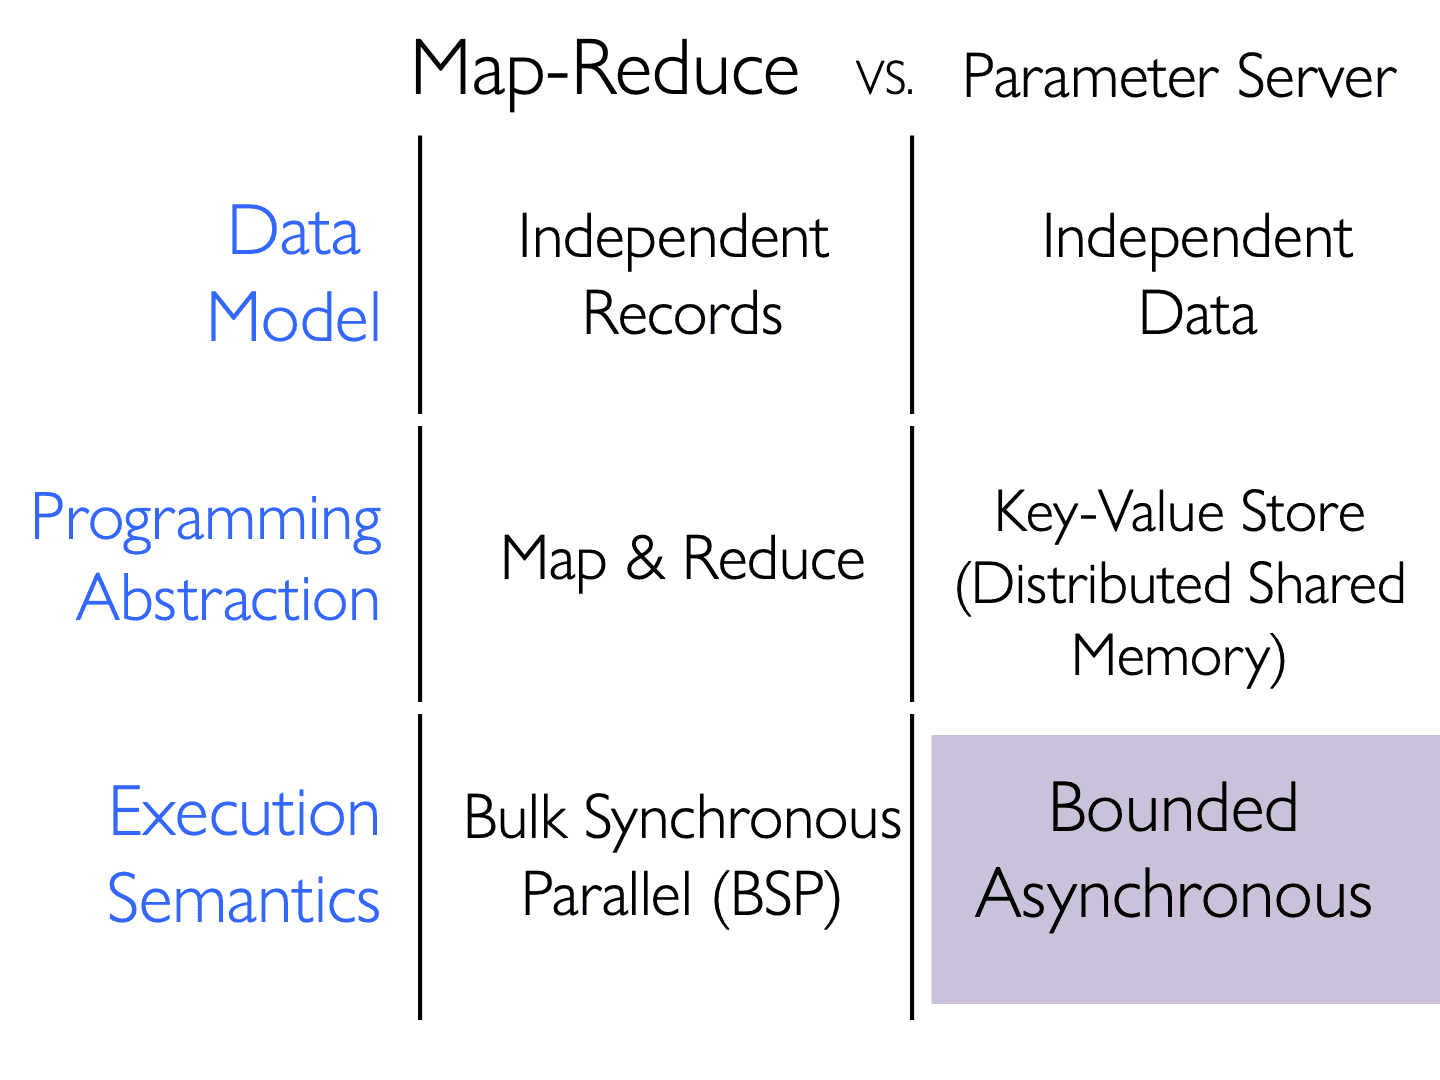 Map-Reduce vs. Parameter Server
Data
Model
Independent
Records
Independent
Data
Programming
Abstraction
Map & Reduce
Key-Value Store
(Distributed Shared
Memory)
Execution
Semantics
Bulk Synchronous
Parallel (BSP)
Bounded
Asynchronous